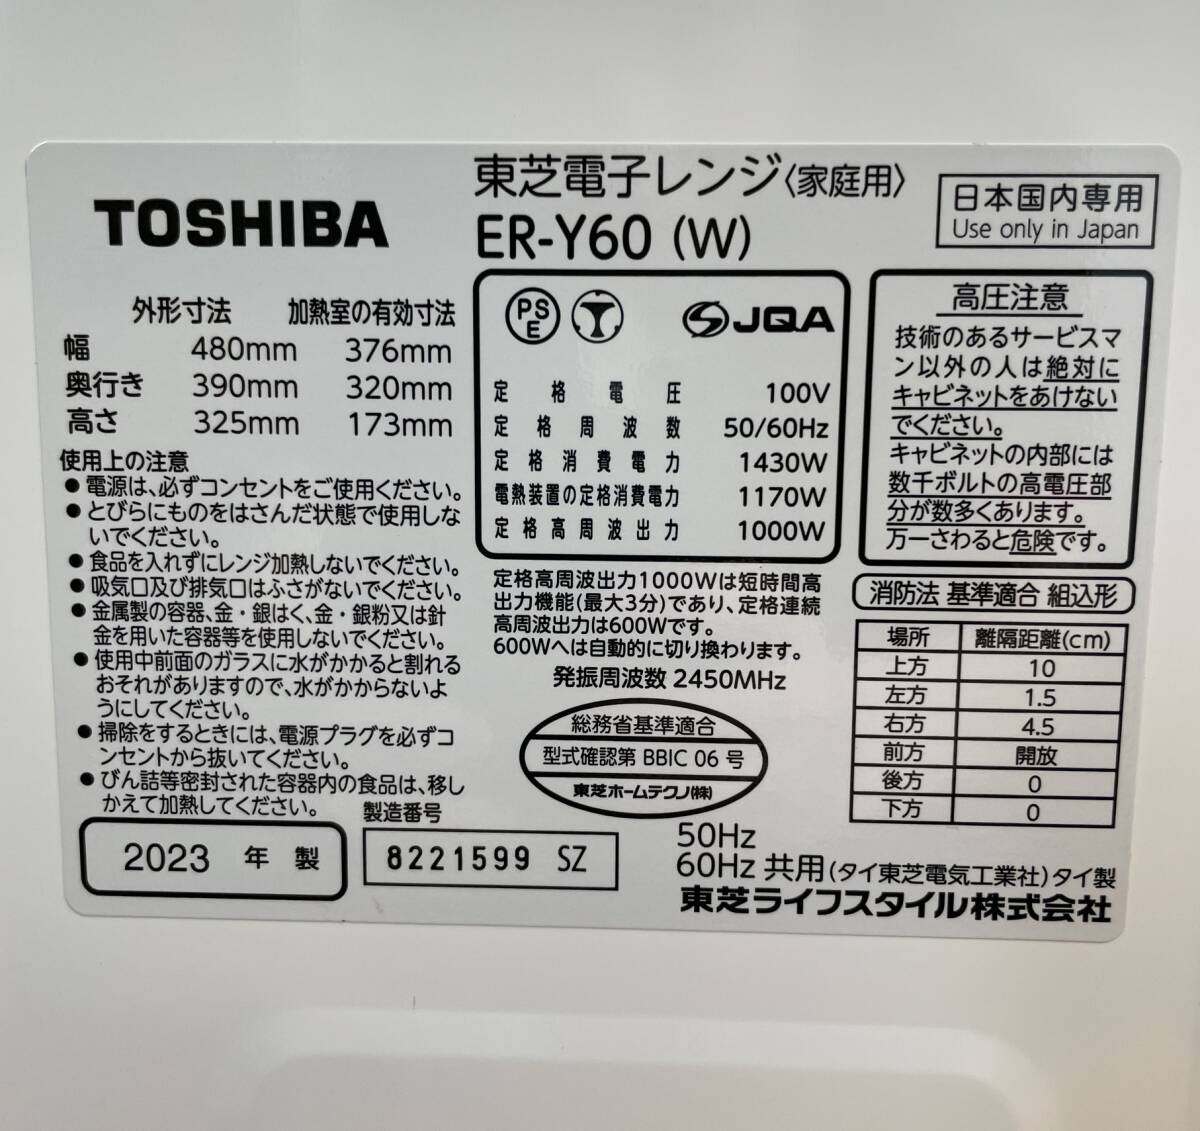 TOSHIBA
東芝電子レンジ〈家庭用〉
ER-Y60 (W)
日本国内専用
Use only in Japan
外形寸法 加熱室の有効寸法
幅 480mm 376mm
奥行き 390mm 320mm
高さ 325mm 173mm
使用上の注意
●電源は、必ずコンセントをご使用ください。
●とびらにものをはさんだ状態で使用しな
いでください。
●食品を入れずにレンジ加熱しないでください。
●吸気口及び排気口はふさがないでください。
●金属製の容器、金・銀はく、金・銀粉又は針
金を用いた容器等を使用しないでください。
●使用中前面のガラスに水がかかると割れる
おそれがありますので、水がかからないよ
うにしてください。
●掃除をするときには、電源プラグを必ずコ
ンセントから抜いてください。
●びん詰等密封された容器内の食品は、移し
かえて加熱してください。
2023 年 製
製造番号
8221599 SZ
PS
E
JQA
定格電圧 100V
定格周波数 50/60Hz
定格消費電力 1430W
電熱装置の定格消費電力 1170W
定格高周波出力 1000W
定格高周波出力1000Wは短時間高
出力機能(最大3分)であり、定格連続
高周波出力は600Wです。
600Wへは自動的に切り換わります。
発振周波数 2450MHz
総務省基準適合
型式確認第 BBIC 06 号
東芝ホームテクノ(株)
高圧注意
技術のあるサービスマ
ン以外の人は絶対に
キャビネットをあけない
でください。
キャビネットの内部には
数千ボルトの高電圧部
分が数多くあります。
万一さわると危険です。
消防法 基準適合 組込形
場所 離隔距離(cm)
上方 10
左方 1.5
右方 4.5
前方 開放
後方 0
下方 0
50Hz
60Hz 共用 (タイ東芝電気工業社) タイ製
東芝ライフスタイル株式会社